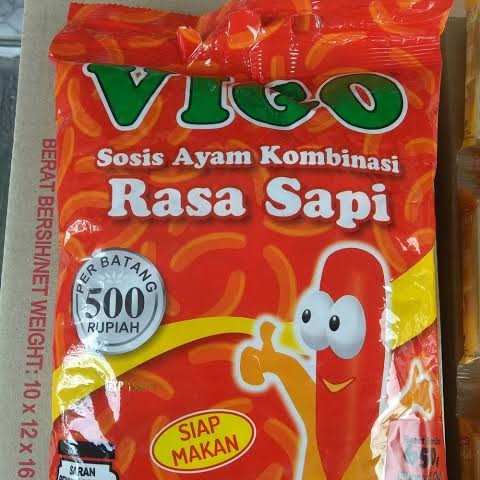 VIGO
Sosis Ayam Kombinasi
Rasa Sapi
PER BATANG
500
RUPIAH
SIAP
MAKAN
SARAN
BERAT BERSIH/NET WEIGHT: 10 x 12 x 16